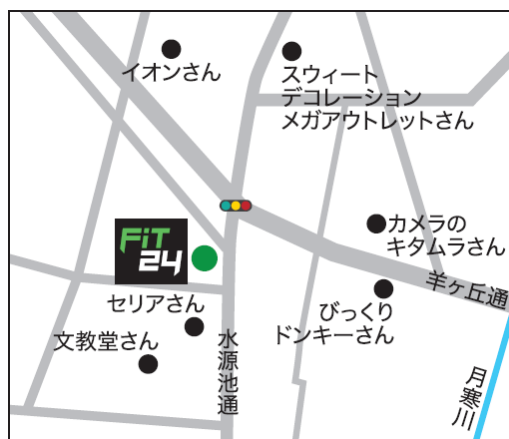 イオンさん
スウィート
デコレーション
メガアウトレットさん
FiT
24
カメラの
キタムラさん
羊ヶ丘通
セリアさん
びっくり
ドンキーさん
文教堂さん
水源池通
月寒川